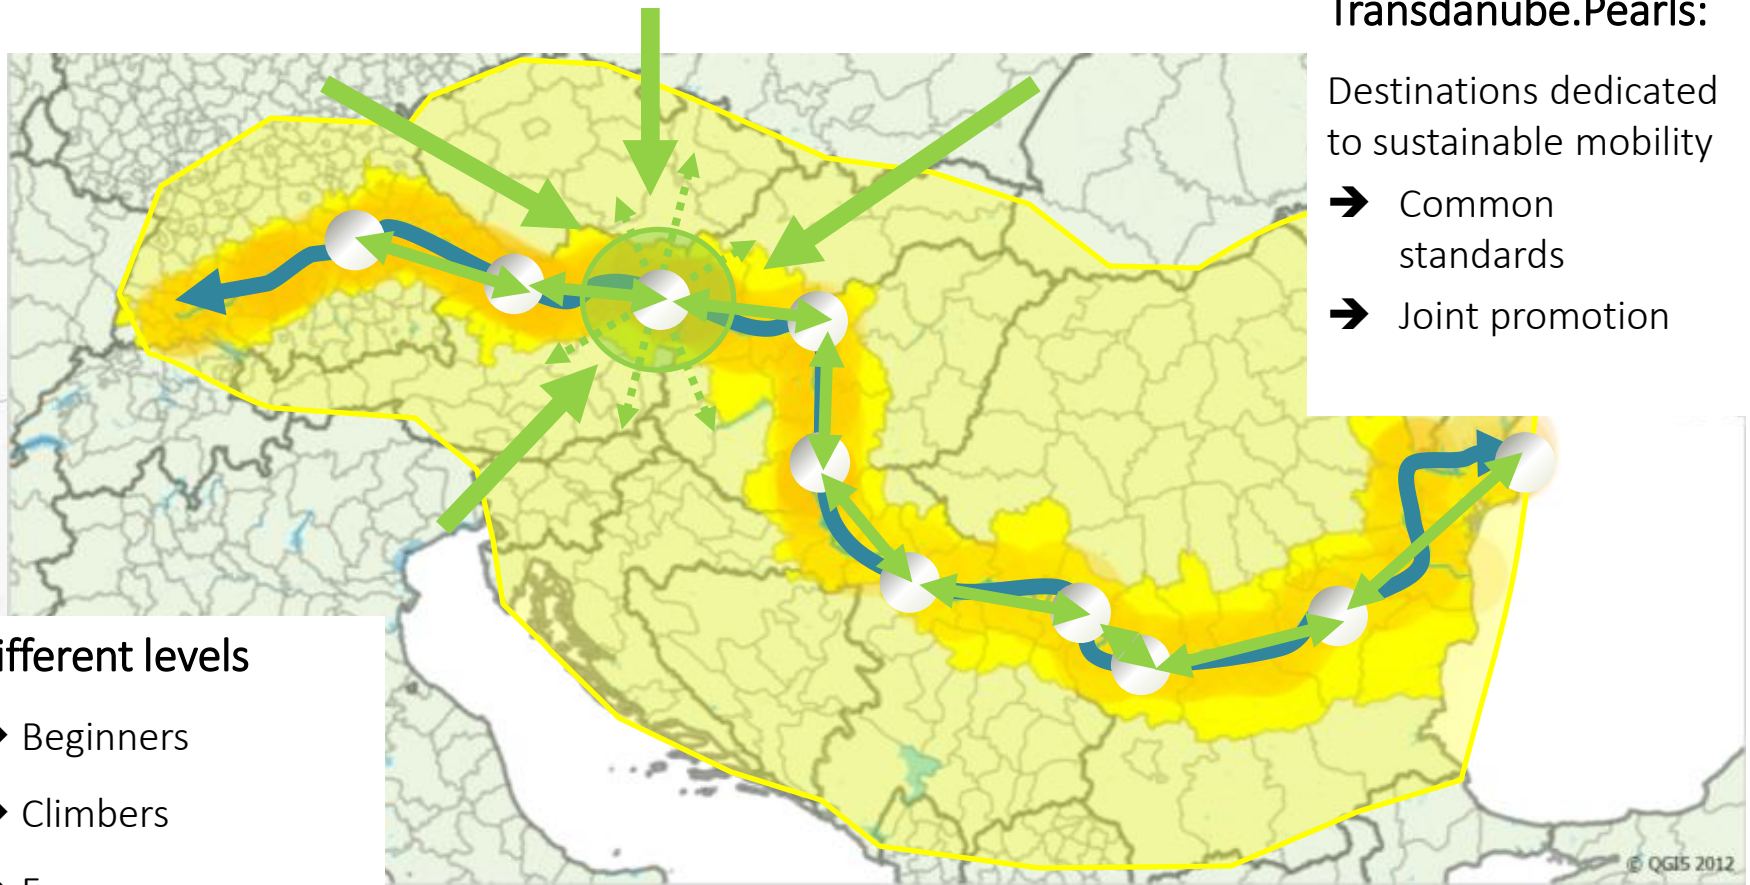 Transdanube.Pearls:
Destinations dedicated
to sustainable mobility
➔ Common
standards
➔ Joint promotion
ifferent levels
Beginners
Climbers
© QGIS 2012